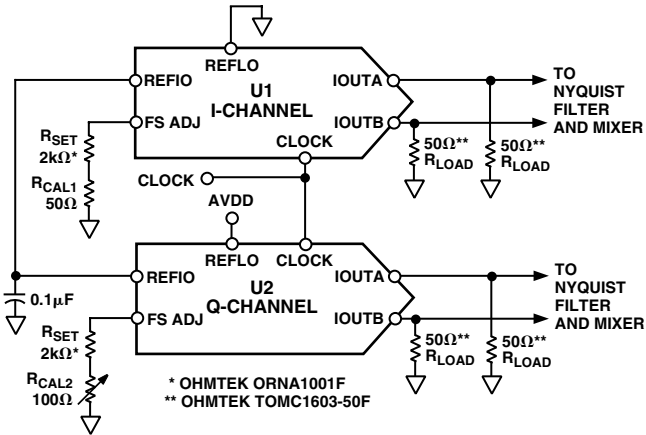 REFLO
REFIO
U1
I-CHANNEL
IOUTA
TO
NYQUIST
FILTER
AND MIXER
FS ADJ
IOUTB
CLOCK
RSET
2kΩ*
RCAL1
50Ω
50Ω**
RLOAD
50Ω**
RLOAD
CLOCK
AVDD
REFLO
CLOCK
REFIO
U2
Q-CHANNEL
IOUTA
TO
NYQUIST
FILTER
AND MIXER
0.1μF
FS ADJ
IOUTB
RSET
2kΩ*
RCAL2
100Ω
50Ω**
RLOAD
50Ω**
RLOAD
* OHMTEK ORNA1001F
** OHMTEK TOMC1603-50F